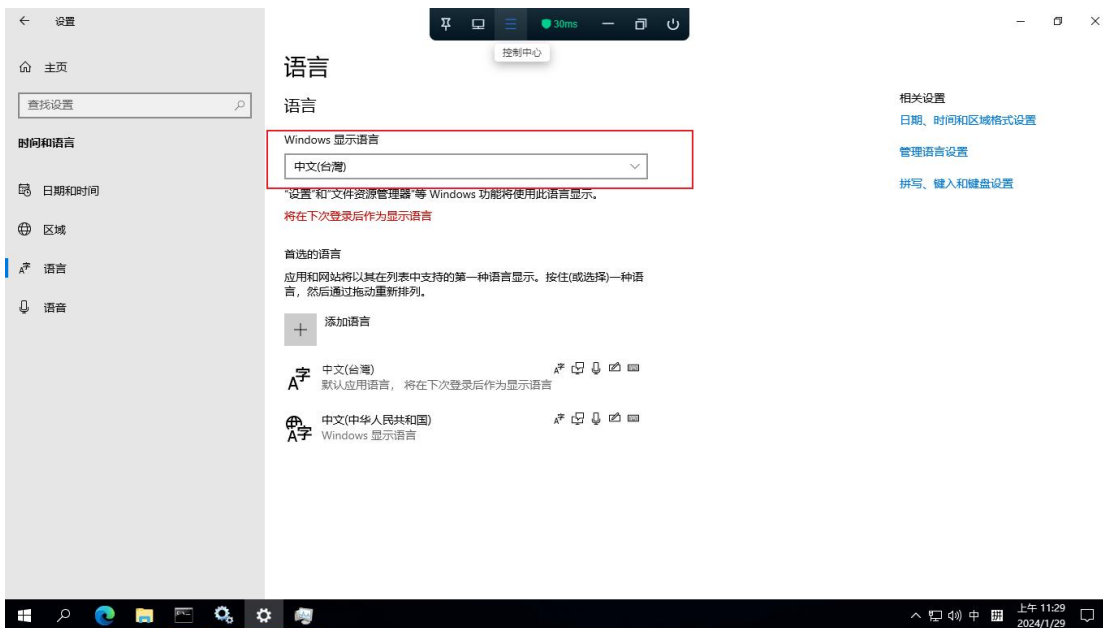 设置
30ms
控制中心
主页
查找设置
时间和语言
日期和时间
区域
语言
语音
语言
语言
Windows 显示语言
中文(台灣)
"设置"和"文件资源管理器"等 Windows 功能将使用此语言显示。
将在下次登录后作为显示语言
首选的语言
应用和网站将以其在列表中支持的第一种语言显示。按住(或选择)一种语
言，然后通过拖动重新排列。
添加语言
中文(台灣)
默认应用语言， 将在下次登录后作为显示语言
中文(中华人民共和国)
Windows 显示语言
相关设置
日期、时间和区域格式设置
管理语言设置
拼写、键入和键盘设置
中
上午 11:29
2024/1/29